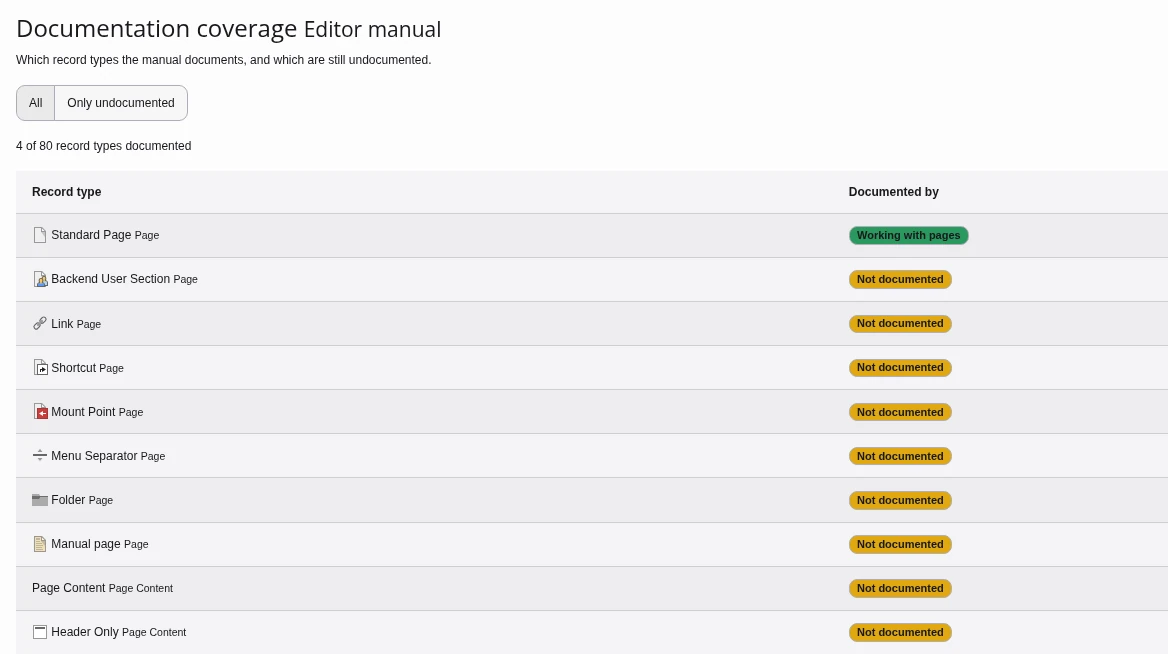 Documentation coverage Editor manual
Which record types the manual documents, and which are still undocumented.
All Only undocumented
4 of 80 record types documented
Record type Documented by
Standard Page Page Working with pages
Backend User Section Page Not documented
Link Page Not documented
Shortcut Page Not documented
Mount Point Page Not documented
Menu Separator Page Not documented
Folder Page Not documented
Manual page Page Not documented
Page Content Page Content Not documented
Header Only Page Content Not documented